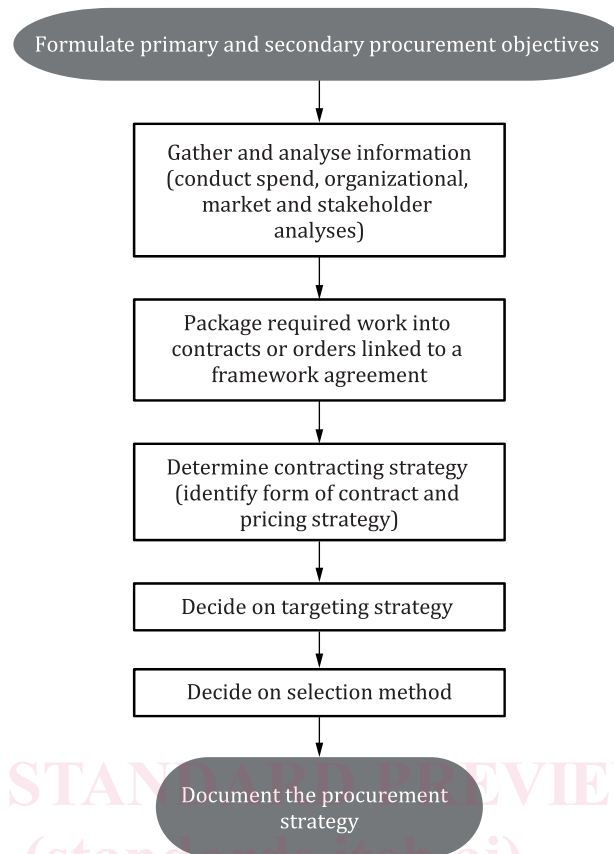 Formulate primary and secondary procurement objectives
Gather and analyse information
(conduct spend, organizational,
market and stakeholder
analyses)
Package required work into
contracts or orders linked to a
framework agreement
Determine contracting strategy
(identify form of contract and
pricing strategy)
Decide on targeting strategy
Decide on selection method
STANDARD PREVIE
Document the procurement
strategy
(standards.iteh.ai)